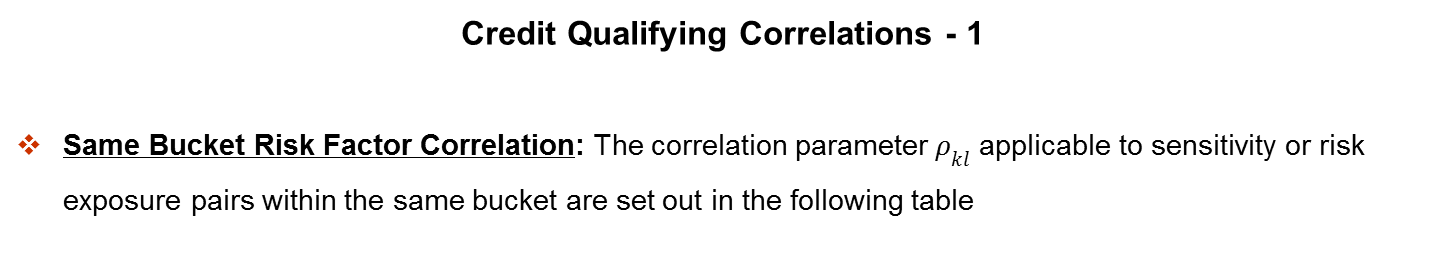 Credit Qualifying Correlations - 1
❖ Same Bucket Risk Factor Correlation: The correlation parameter 𝜌𝑘𝑙 applicable to sensitivity or risk
exposure pairs within the same bucket are set out in the following table